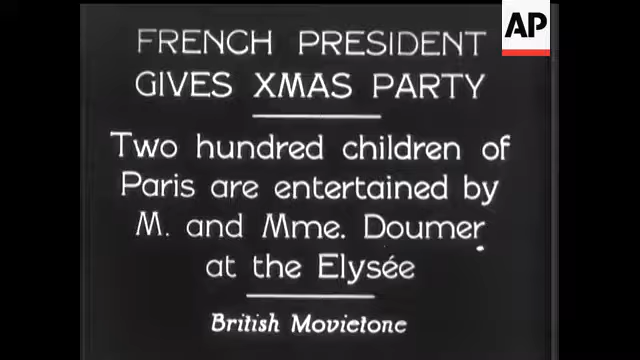 AP
FRENCH PRESIDENT
GIVES XMAS PARTY
Two hundred children of
Paris are entertained by
M. and Mme. Doumer
at the Elysée
British Movietone